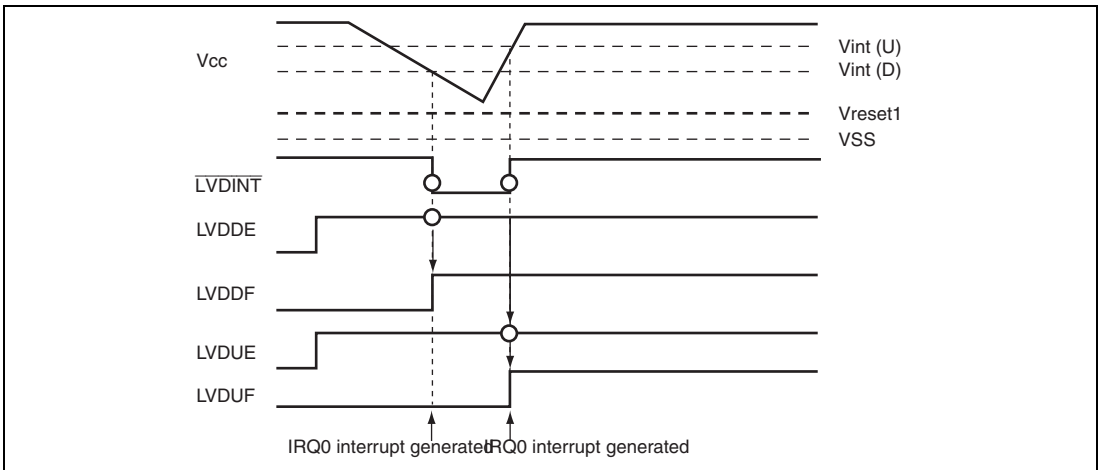 Vcc
Vint (U)
Vint (D)
Vreset1
VSS
LVDINT
LVDDE
LVDDF
LVDUE
LVDUF
IRQ0 interrupt generated
IRQ0 interrupt generated